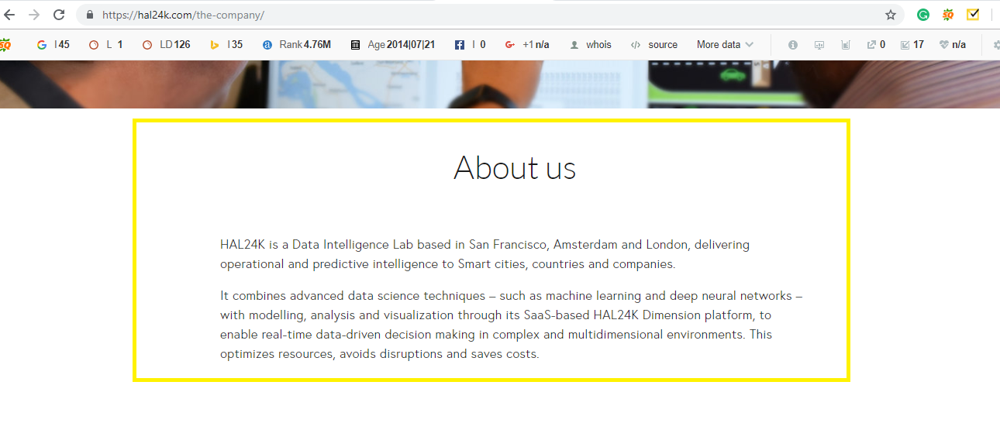 https://hal24k.com/the-company/
SQ I 45 L 1 LD 126 I 35 Rank 4.76M Age 2014|07|21 I 0 +1 n/a whois source More data 0 17 n/a
About us
HAL24K is a Data Intelligence Lab based in San Francisco, Amsterdam and London, delivering
operational and predictive intelligence to Smart cities, countries and companies.
It combines advanced data science techniques – such as machine learning and deep neural networks –
with modelling, analysis and visualization through its SaaS-based HAL24K Dimension platform, to
enable real-time data-driven decision making in complex and multidimensional environments. This
optimizes resources, avoids disruptions and saves costs.